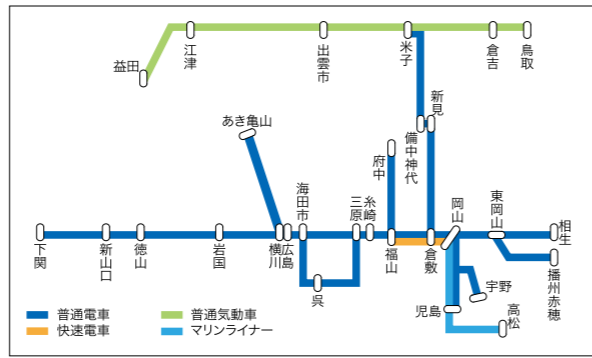 益田
江津
出雲市
米子
倉吉
鳥取
新見
備中神代
府中
あき亀山
海田市
三原
糸崎
岡山
東岡山
相生
下関
新山口
徳山
岩国
横川
広島
呉
福山
倉敷
児島
宇野
高松
播州赤穂
普通電車
普通気動車
快速電車
マリンライナー